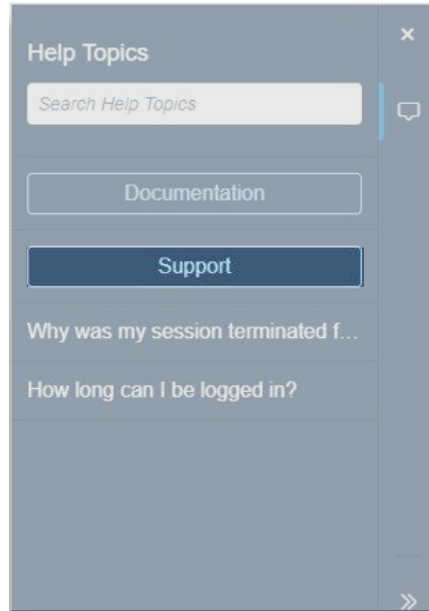 Help Topics
Search Help Topics
Documentation
Support
Why was my session terminated f...
How long can I be logged in?